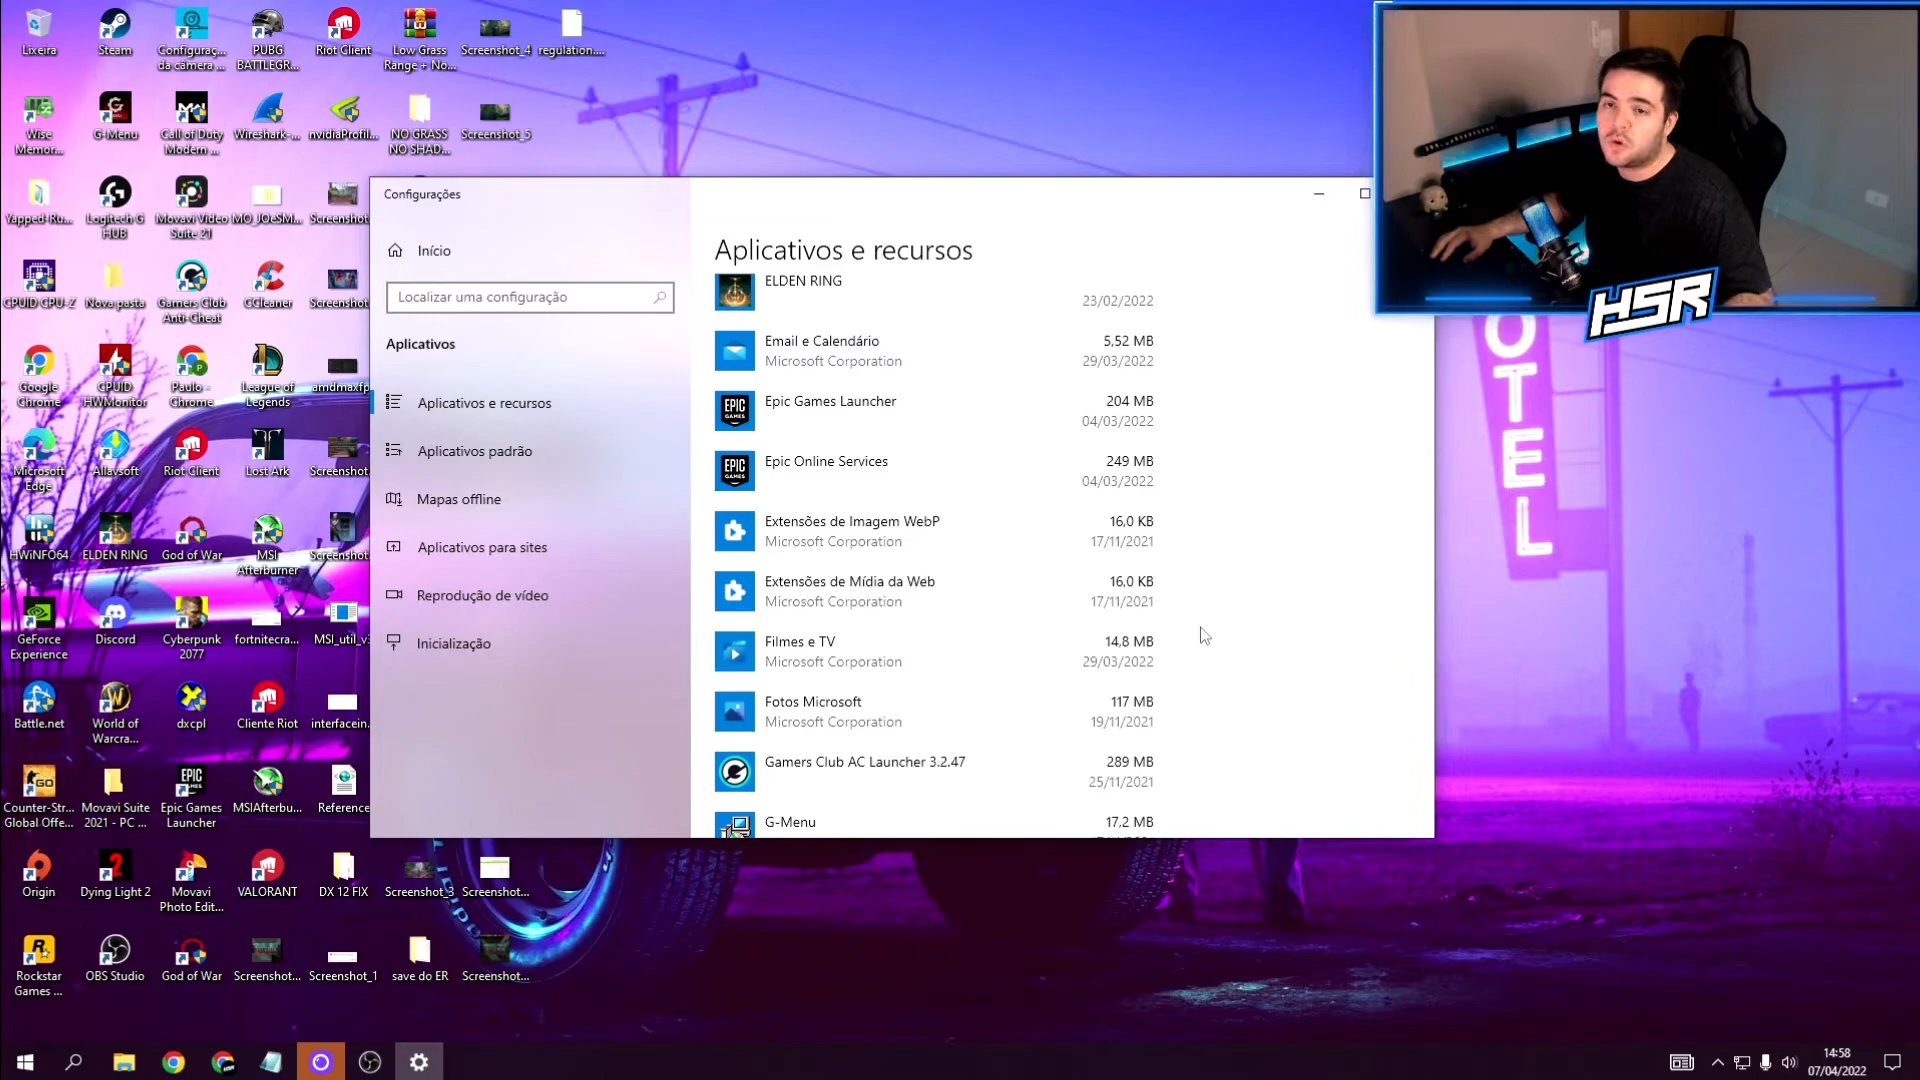 Lixeira
Steam
Configuraç...
da câmera ...
PUBG
BATTLEGR...
Riot Client
Low Grass
Range + No...
Screenshot_4
regulation....
Wise
Memor...
G-Menu
Call of Duty
Modern ...
Wireshark-...
nvidiaProfil...
NO GRASS
NO SHAD...
Screenshot_5
Yapped-Ru...
Logitech G
HUB
Movavi Video
Suite 21
MO_JOeSM...
Screenshot
CPUID CPU-Z
Nova pasta
Gamers Club
Anti-Cheat
CCleaner
Screenshot
Google
Chrome
CPUID
HWMonitor
Paulo -
Chrome
League of
Legends
amdmaxfp
Microsoft
Edge
Allavsoft
Riot Client
Lost Ark
Screenshot
HWiNFO64
ELDEN RING
God of War
MSI
Afterburner
Screenshot
GeForce
Experience
Discord
Cyberpunk
2077
fortnitecra...
MSI_util_v3
Battle.net
World of
Warcra...
dxcpl
Cliente Riot
interfacein.
Counter-Str...
Global Offe...
Movavi Suite
2021 - PC ...
Epic Games
Launcher
MSIAfterbu...
Reference
Origin
Dying Light 2
Movavi
Photo Edit...
VALORANT
DX 12 FIX
Screenshot_3
Screenshot...
Rockstar
Games ...
OBS Studio
God of War
Screenshot...
Screenshot_1
save do ER
Screenshot...
Configurações
Início
Localizar uma configuração
Aplicativos
Aplicativos e recursos
Aplicativos padrão
Mapas offline
Aplicativos para sites
Reprodução de vídeo
Inicialização
Aplicativos e recursos
ELDEN RING
23/02/2022
Email e Calendário 5,52 MB
Microsoft Corporation 29/03/2022
Epic Games Launcher 204 MB
04/03/2022
Epic Online Services 249 MB
04/03/2022
Extensões de Imagem WebP 16,0 KB
Microsoft Corporation 17/11/2021
Extensões de Mídia da Web 16,0 KB
Microsoft Corporation 17/11/2021
Filmes e TV 14,8 MB
Microsoft Corporation 29/03/2022
Fotos Microsoft 117 MB
Microsoft Corporation 19/11/2021
Gamers Club AC Launcher 3.2.47 289 MB
25/11/2021
G-Menu 17,2 MB
HSR
OTEL
14:58
07/04/2022